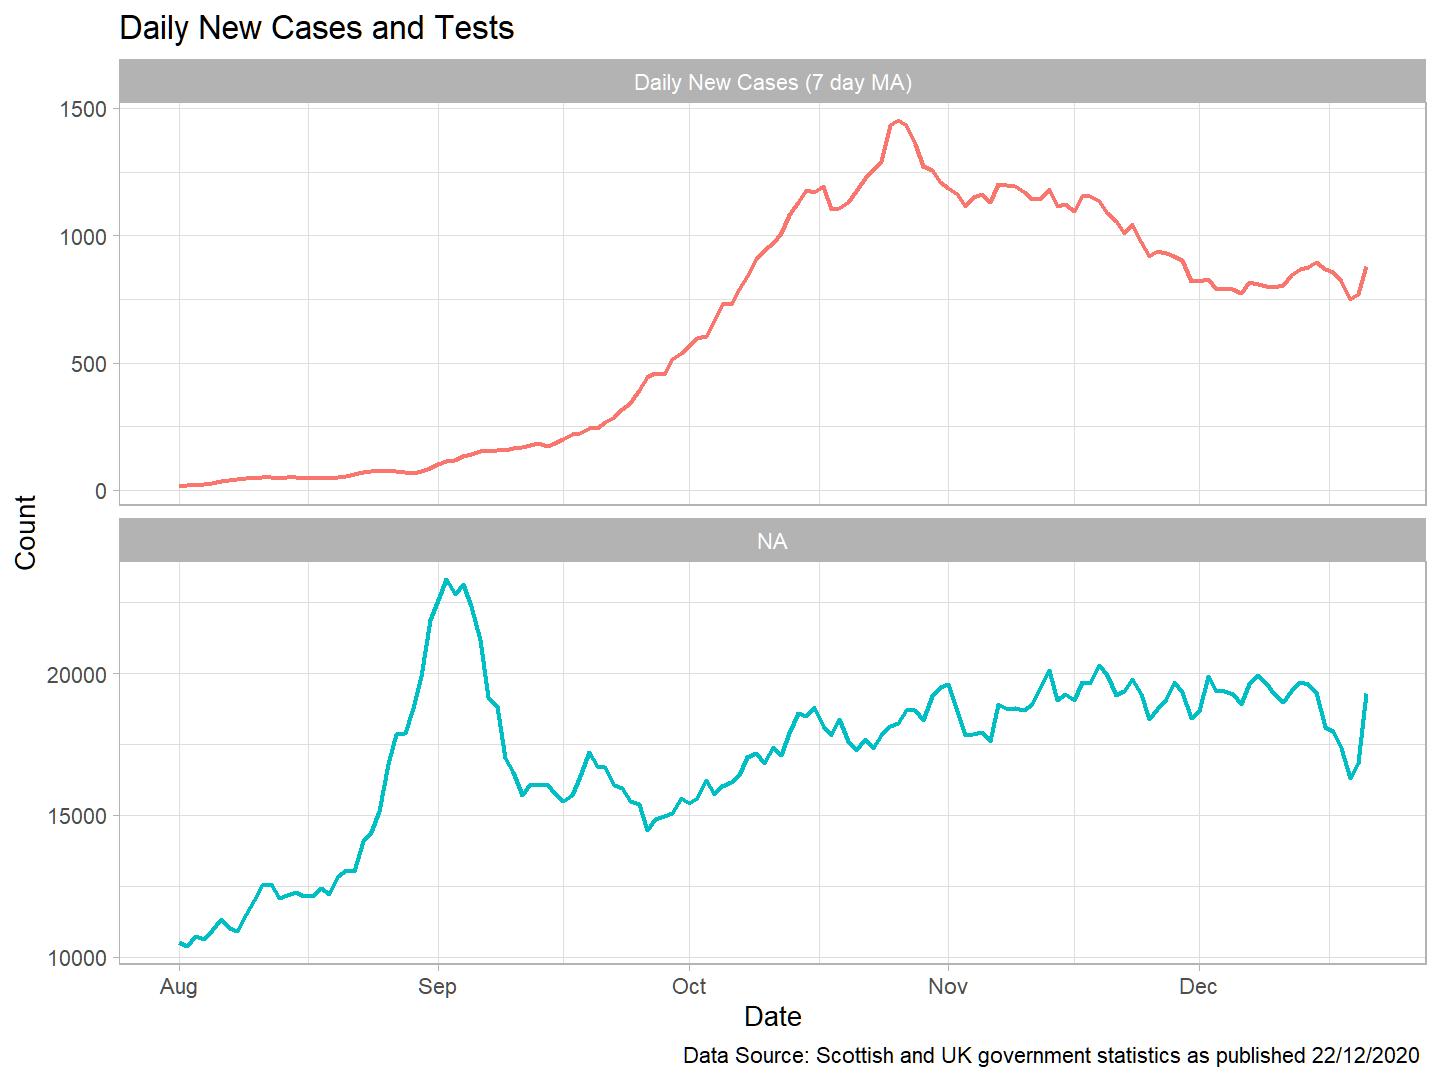 Daily New Cases and Tests
Daily New Cases (7 day MA)
1500
1000
500
0
Count
NA
20000
15000
10000
Aug Sep Oct Nov Dec
Date
Data Source: Scottish and UK government statistics as published 22/12/2020